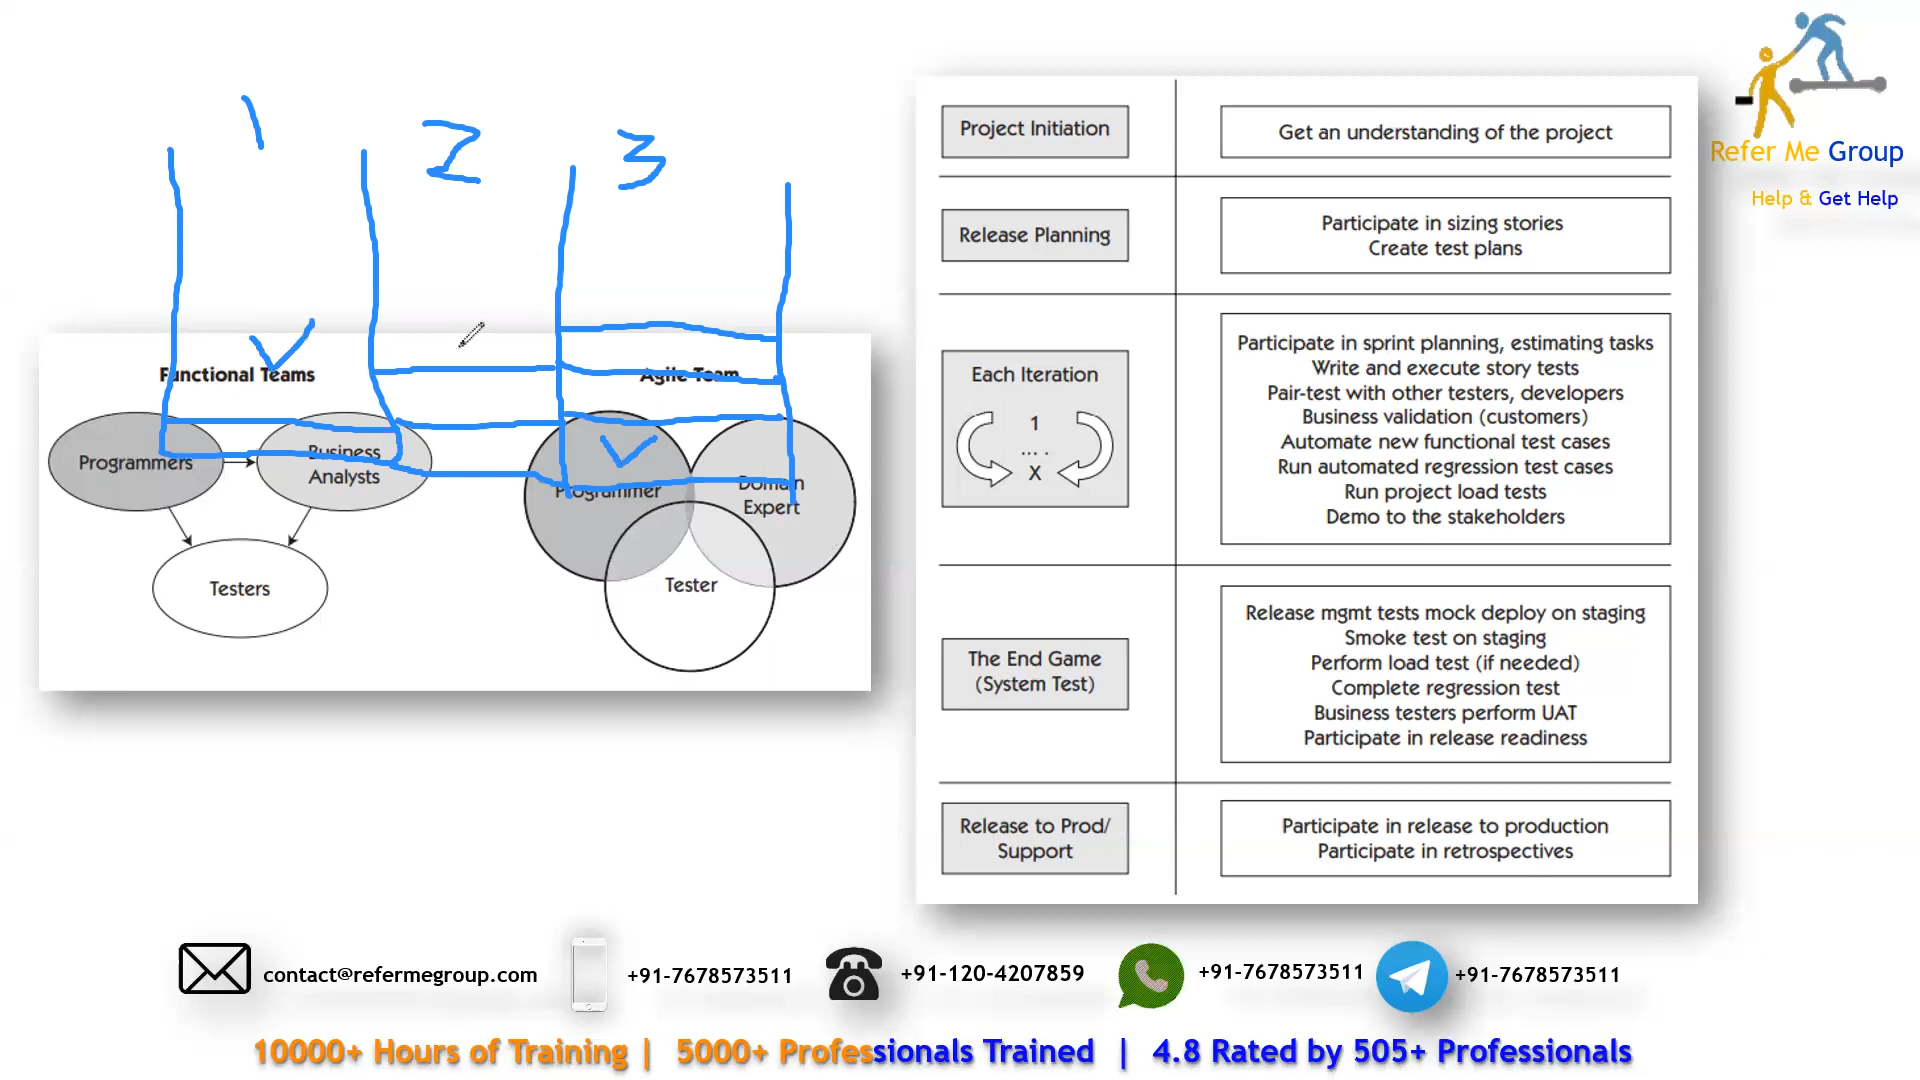 1 2 3
Functional Teams
Agile Team
Programmers
Business
Analysts
Testers
Programmer
Domain
Expert
Tester
Project Initiation
Get an understanding of the project
Release Planning
Participate in sizing stories
Create test plans
Each Iteration
1
... .
X
Participate in sprint planning, estimating tasks
Write and execute story tests
Pair-test with other testers, developers
Business validation (customers)
Automate new functional test cases
Run automated regression test cases
Run project load tests
Demo to the stakeholders
The End Game
(System Test)
Release mgmt tests mock deploy on staging
Smoke test on staging
Perform load test (if needed)
Complete regression test
Business testers perform UAT
Participate in release readiness
Release to Prod/
Support
Participate in release to production
Participate in retrospectives
Refer Me Group
Help & Get Help
contact@refermegroup.com
+91-7678573511
+91-120-4207859
+91-7678573511
+91-7678573511
10000+ Hours of Training | 5000+ Professionals Trained | 4.8 Rated by 505+ Professionals